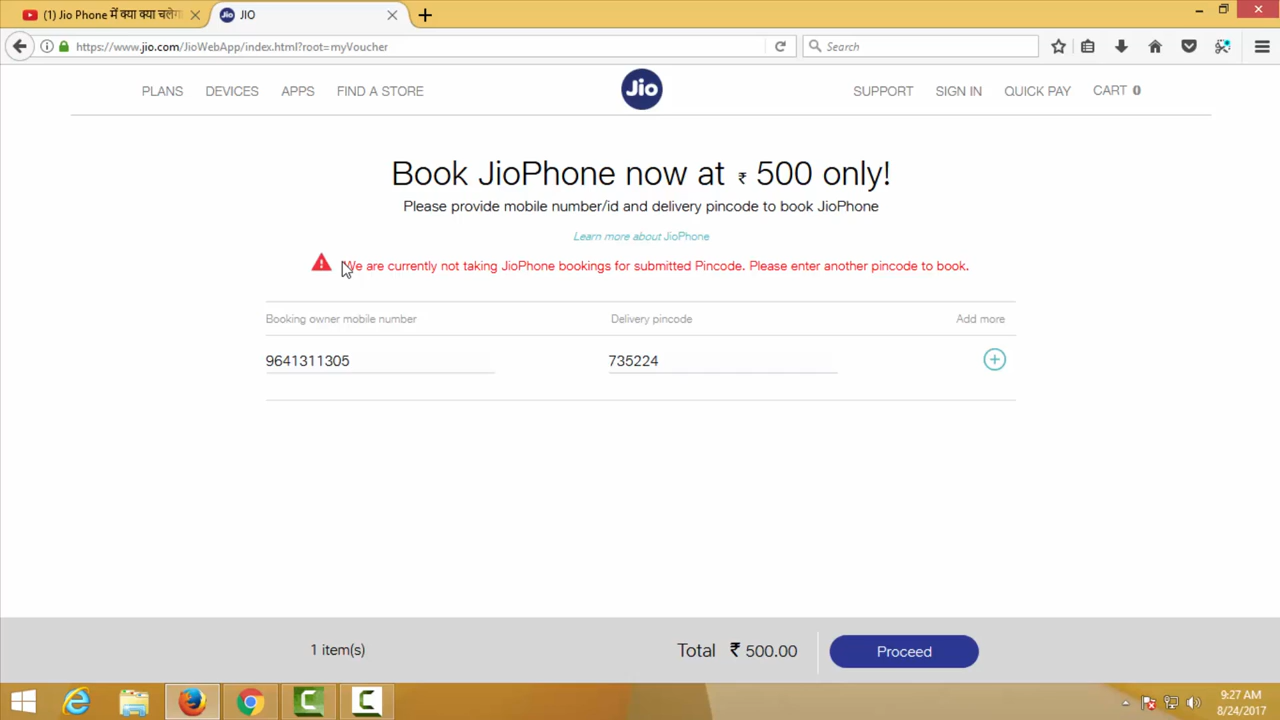 (1) Jio Phone में क्या क्या चलेगा
JIO
https://www.jio.com/JioWebApp/index.html?root=myVoucher
Search
PLANS DEVICES APPS FIND A STORE
Jio
SUPPORT SIGN IN QUICK PAY CART 0
Book JioPhone now at ₹ 500 only!
Please provide mobile number/id and delivery pincode to book JioPhone
Learn more about JioPhone
We are currently not taking JioPhone bookings for submitted Pincode. Please enter another pincode to book.
Booking owner mobile number Delivery pincode Add more
9641311305 735224
1 item(s) Total ₹ 500.00 Proceed
9:27 AM
8/24/2017